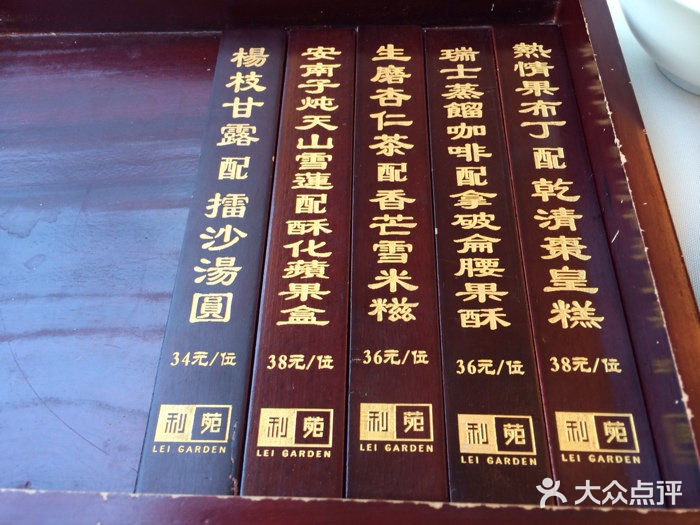 楊枝甘露配擂沙湯圓
34元/位
利苑
LEI GARDEN
安南子炖天山雪蓮配酥化蘋果盒
38元/位
利苑
LEI GARDEN
生磨杏仁茶配香芒雪米糍
36元/位
利苑
LEI GARDEN
瑞士蒸餾咖啡配拿破侖腰果酥
36元/位
利苑
LEI GARDEN
熱情果布丁配乾清棗皇糕
38元/位
利苑
LEI GARDEN
大众点评